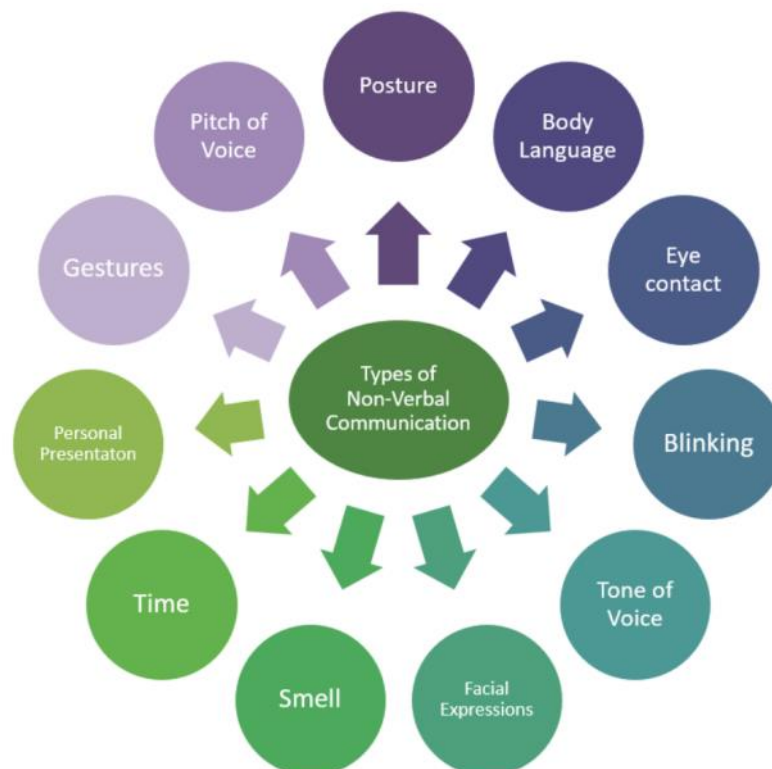 Posture
Body
Language
Eye
contact
Blinking
Tone of
Voice
Facial
Expressions
Smell
Time
Personal
Presentaton
Gestures
Pitch of
Voice
Types of
Non-Verbal
Communication